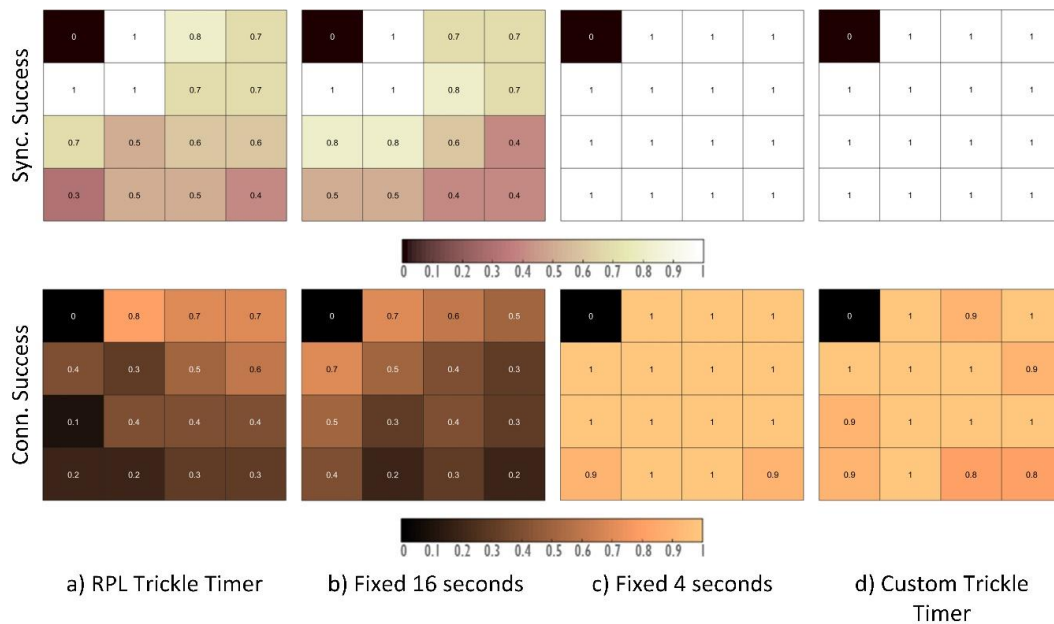 Sync. Success
0 1 0.8 0.7
1 1 0.7 0.7
0.7 0.5 0.6 0.6
0.3 0.5 0.5 0.4
0 1 0.7 0.7
1 1 0.8 0.7
0.8 0.8 0.6 0.4
0.5 0.5 0.4 0.4
0 1 1 1
1 1 1 1
1 1 1 1
1 1 1 1
0 1 1 1
1 1 1 1
1 1 1 1
1 1 1 1
0 0.1 0.2 0.3 0.4 0.5 0.6 0.7 0.8 0.9 1
Conn. Success
0 0.8 0.7 0.7
0.4 0.3 0.5 0.6
0.1 0.4 0.4 0.4
0.2 0.2 0.3 0.3
0 0.7 0.6 0.5
0.7 0.5 0.4 0.3
0.5 0.3 0.4 0.3
0.4 0.2 0.3 0.2
0 1 1 1
1 1 1 1
1 1 1 1
0.9 1 1 0.9
0 1 0.9 1
1 1 1 0.9
0.9 1 1 1
0.9 1 0.8 0.8
0 0.1 0.2 0.3 0.4 0.5 0.6 0.7 0.8 0.9 1
a) RPL Trickle Timer
b) Fixed 16 seconds
c) Fixed 4 seconds
d) Custom Trickle
Timer